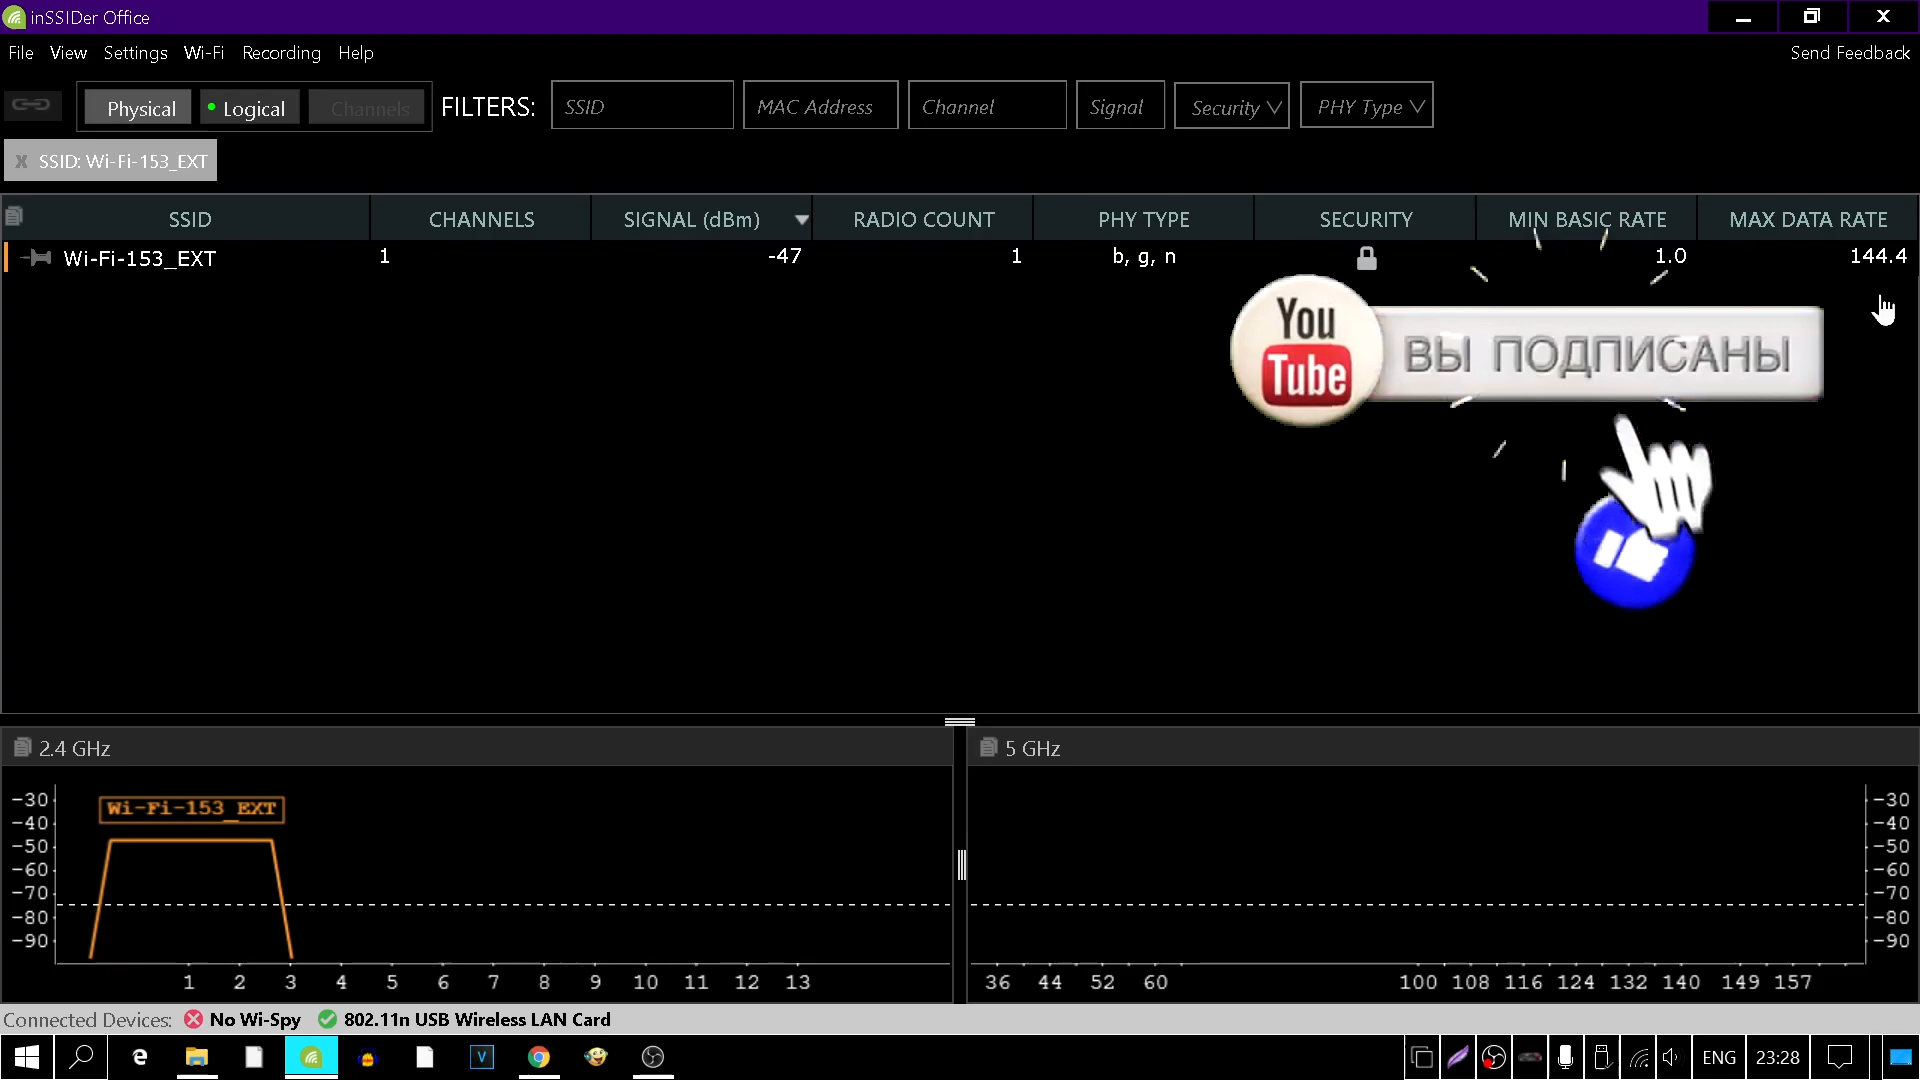 inSSIDer Office
File View Settings Wi-Fi Recording Help Send Feedback
Physical Logical Channels FILTERS: SSID MAC Address Channel Signal Security PHY Type
X SSID: Wi-Fi-153_EXT
SSID CHANNELS SIGNAL (dBm) RADIO COUNT PHY TYPE SECURITY MIN BASIC RATE MAX DATA RATE
Wi-Fi-153_EXT 1 -47 1 b, g, n 1.0 144.4
You
Tube
ВЫ ПОДПИСАНЫ
2.4 GHz
-30
Wi-Fi-153_EXT
-40
-50
-60
-70
-80
-90
1 2 3 4 5 6 7 8 9 10 11 12 13
5 GHz
-30
-40
-50
-60
-70
-80
-90
36 44 52 60 100 108 116 124 132 140 149 157
Connected Devices: No Wi-Spy 802.11n USB Wireless LAN Card
V
ENG 23:28